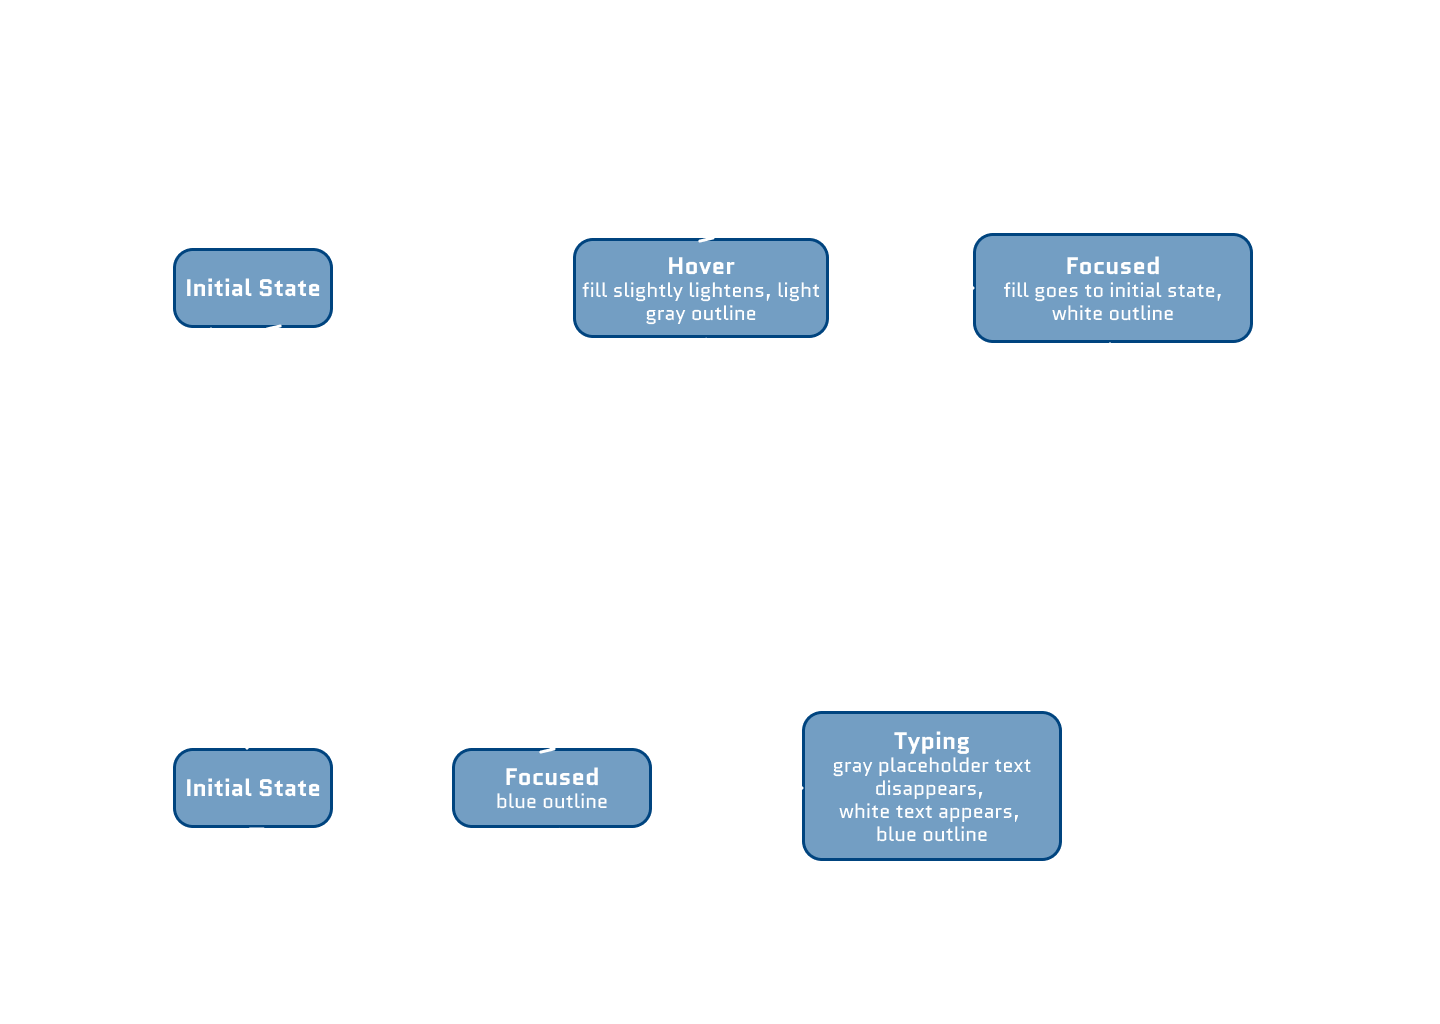 Initial State
Hover
fill slightly lightens, light
gray outline
Focused
fill goes to initial state,
white outline
Initial State
Focused
blue outline
Typing
gray placeholder text
disappears,
white text appears,
blue outline